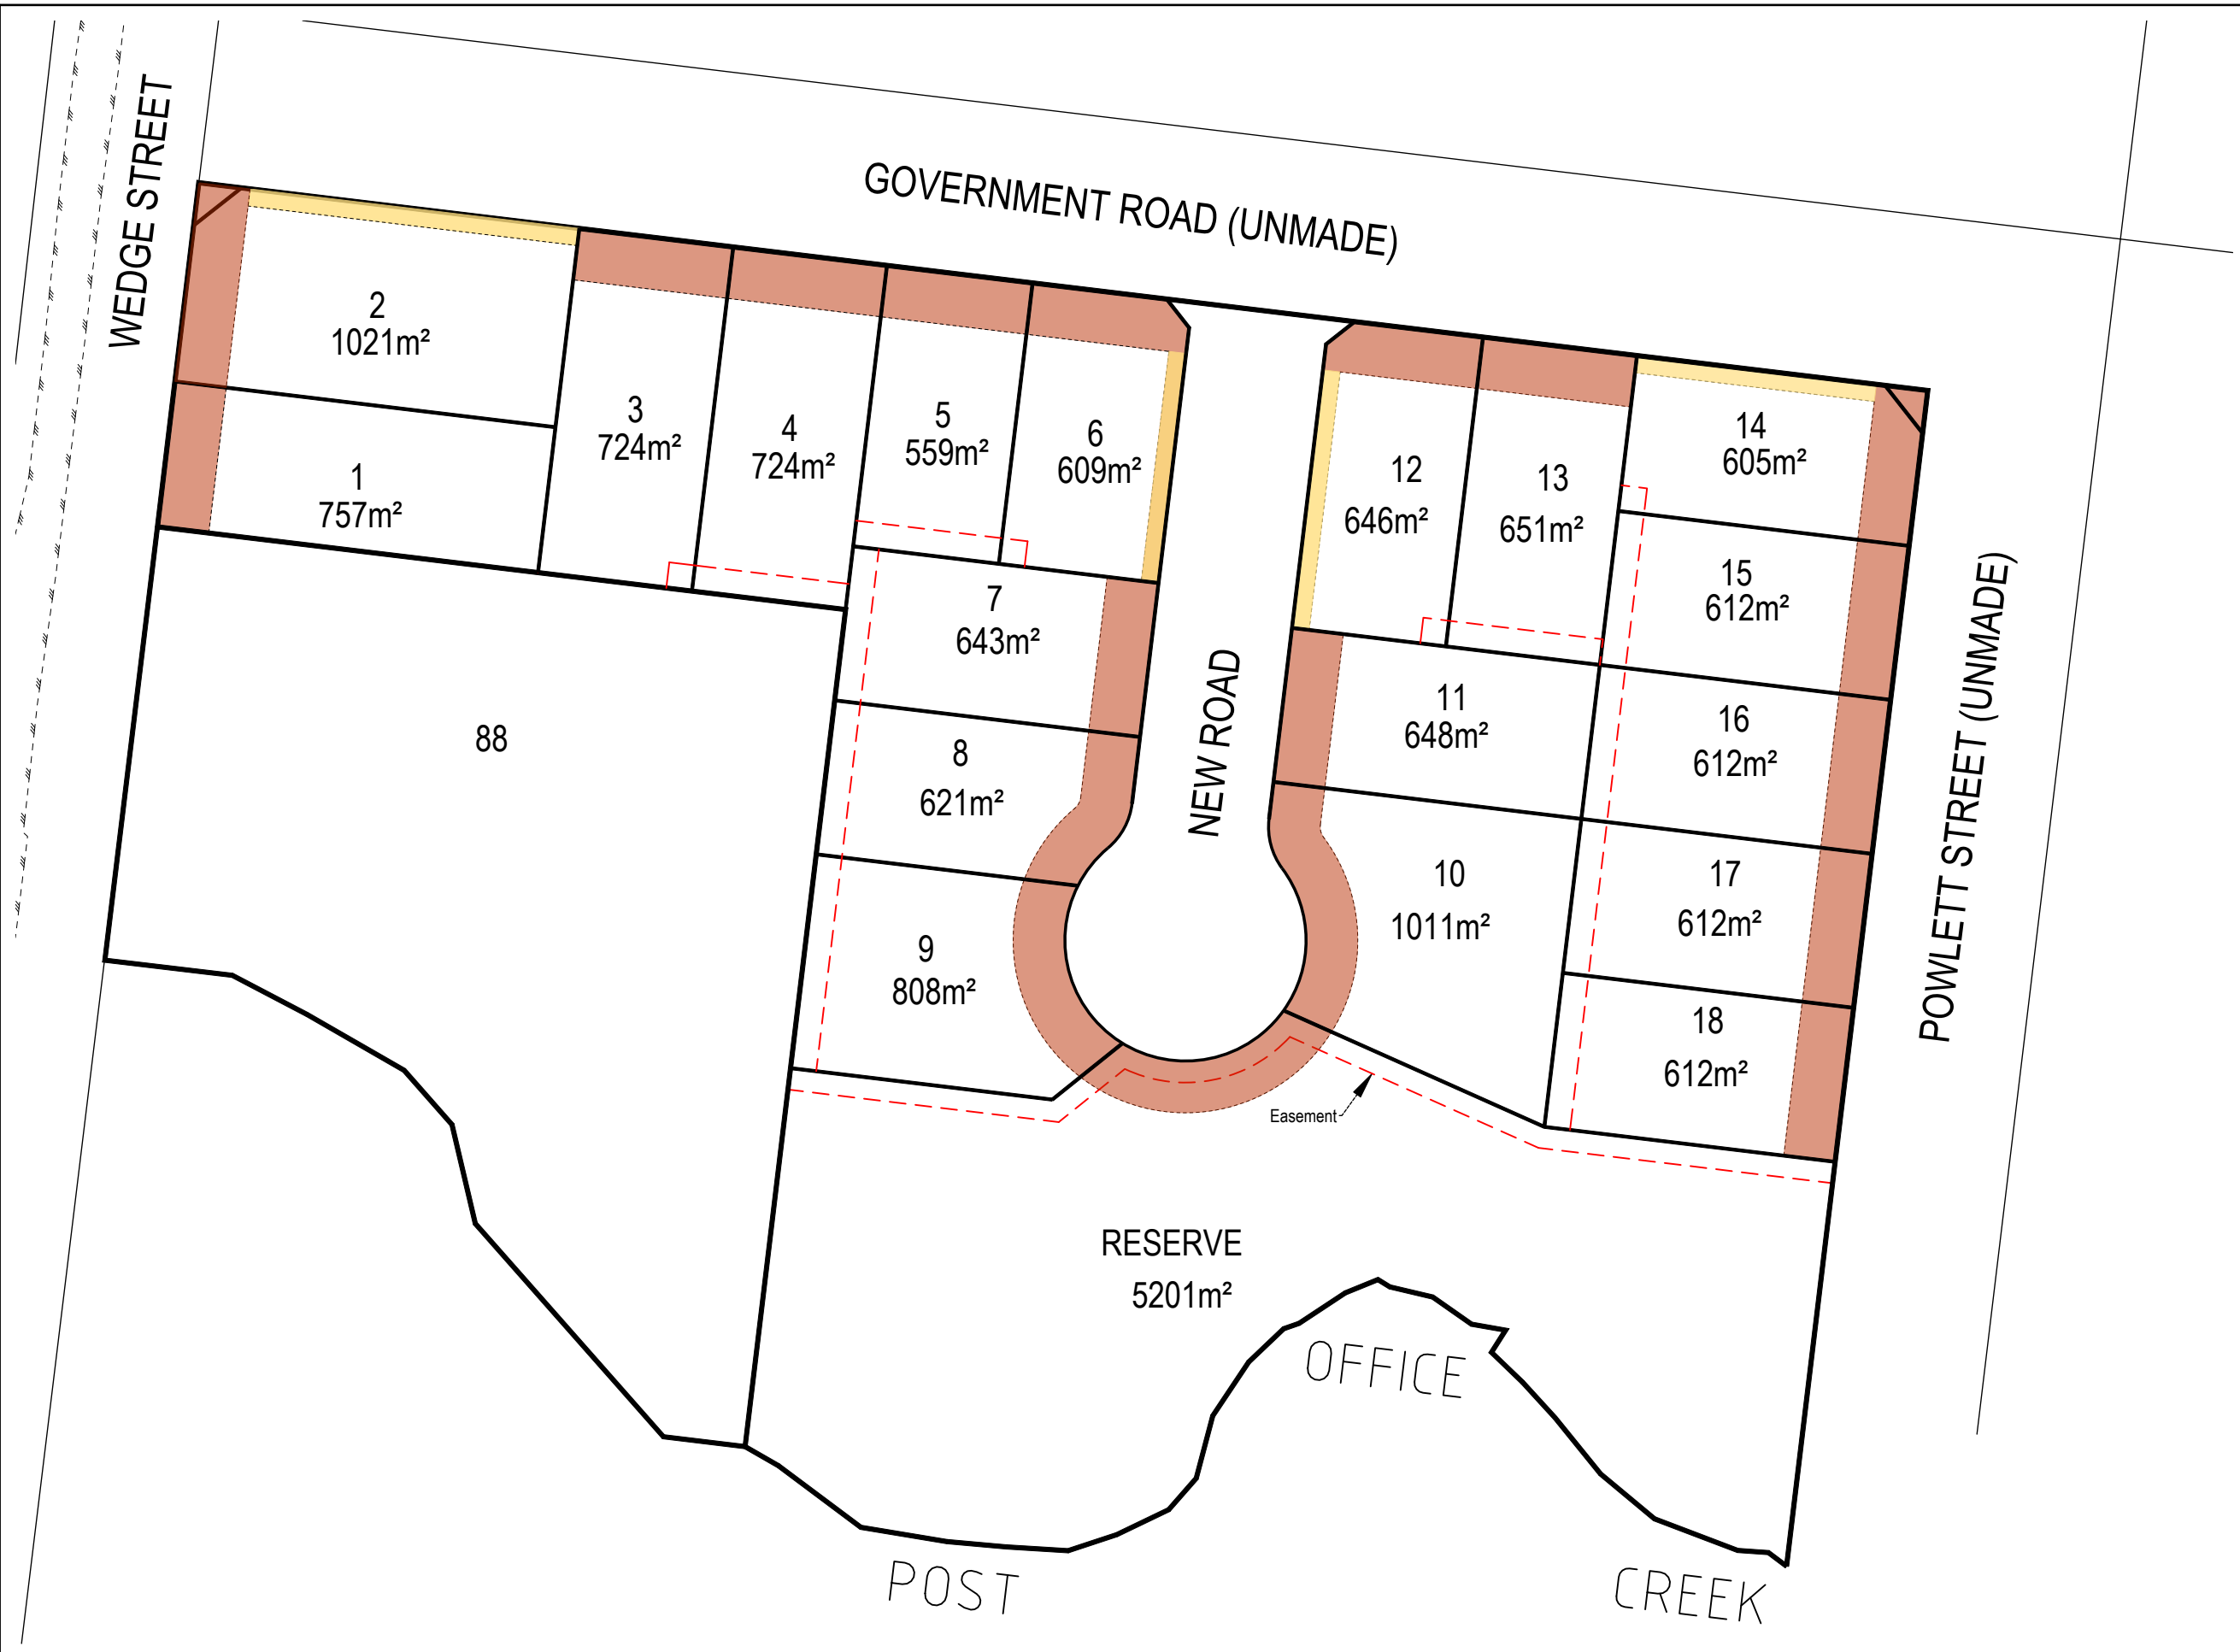 WEDGE STREET
GOVERNMENT ROAD (UNMADE)
2
1021m²
1
757m²
3
724m²
4
724m²
5
559m²
6
609m²
12
646m²
13
651m²
14
605m²
15
612m²
7
643m²
NEW ROAD
11
648m²
16
612m²
POWLETT STREET (UNMADE)
88
8
621m²
10
1011m²
17
612m²
9
808m²
18
612m²
Easement
RESERVE
5201m²
OFFICE
POST
CREEK